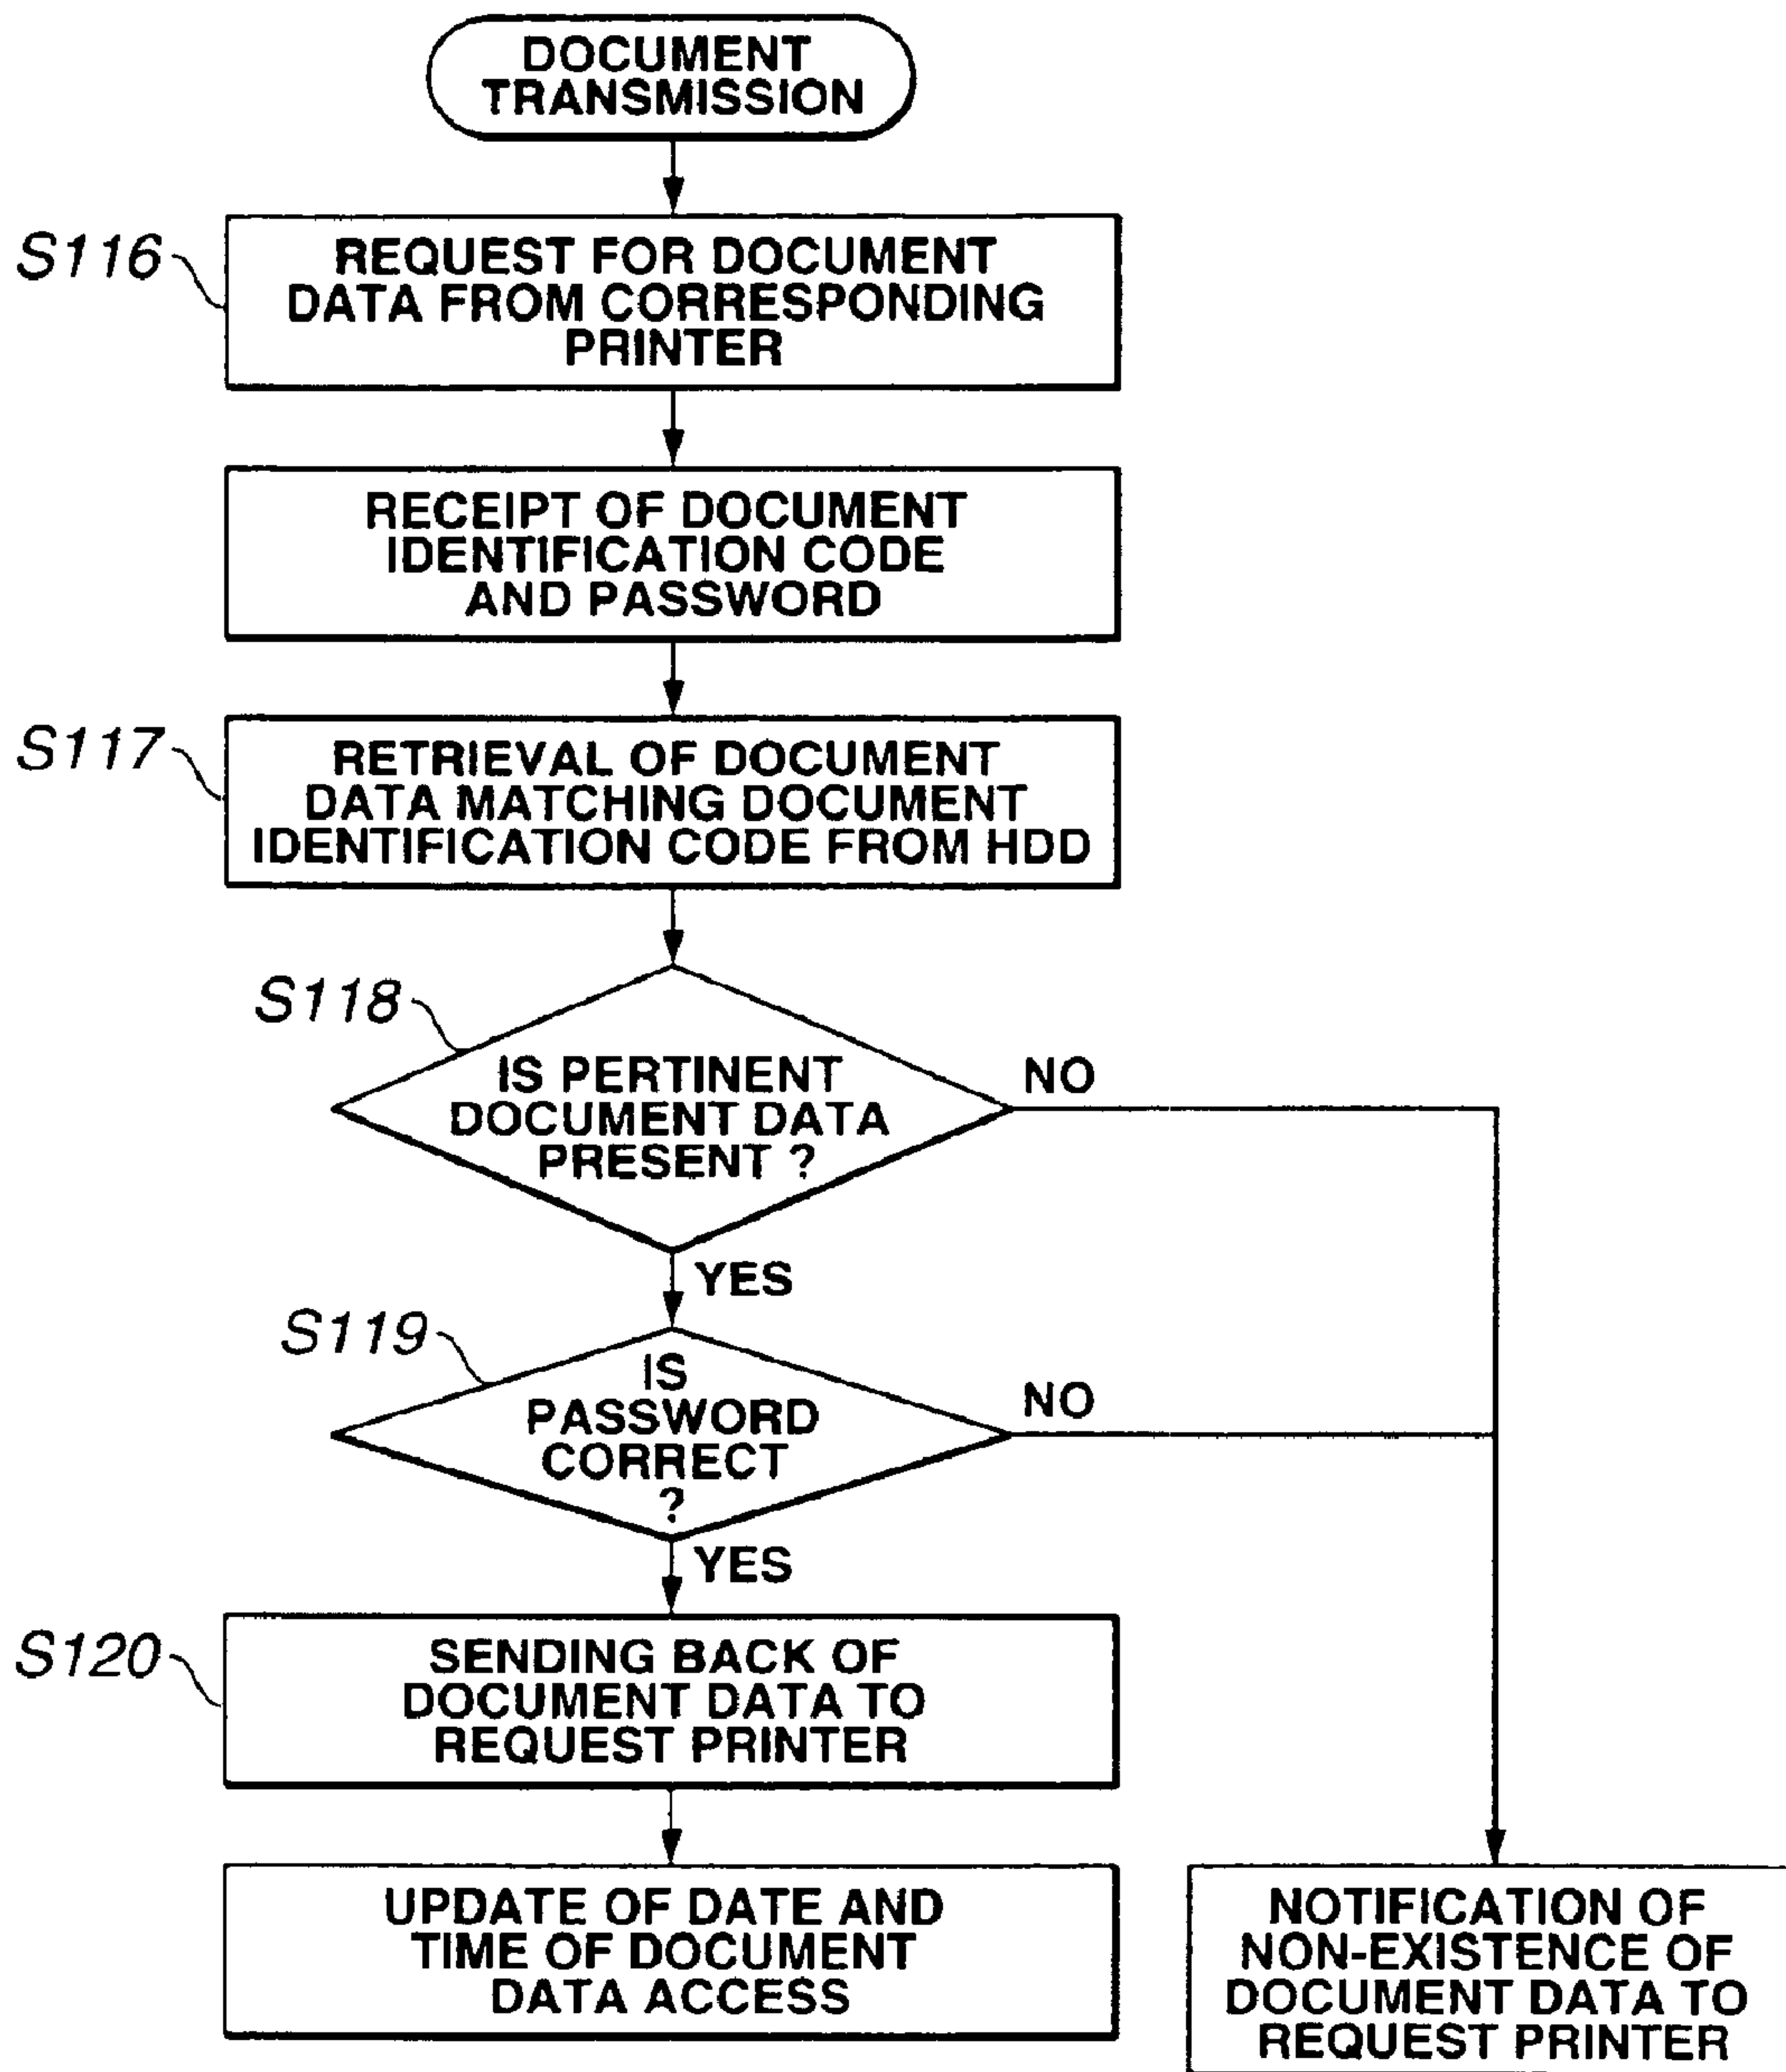 DOCUMENT
TRANSMISSION
S116
REQUEST FOR DOCUMENT
DATA FROM CORRESPONDING
PRINTER
RECEIPT OF DOCUMENT
IDENTIFICATION CODE
AND PASSWORD
S117
RETRIEVAL OF DOCUMENT
DATA MATCHING DOCUMENT
IDENTIFICATION CODE FROM HDD
S118
IS PERTINENT
DOCUMENT DATA
PRESENT ?
NO
YES
S119
IS
PASSWORD
CORRECT
?
NO
YES
S120
SENDING BACK OF
DOCUMENT DATA TO
REQUEST PRINTER
UPDATE OF DATE AND
TIME OF DOCUMENT
DATA ACCESS
NOTIFICATION OF
NON-EXISTENCE OF
DOCUMENT DATA TO
REQUEST PRINTER